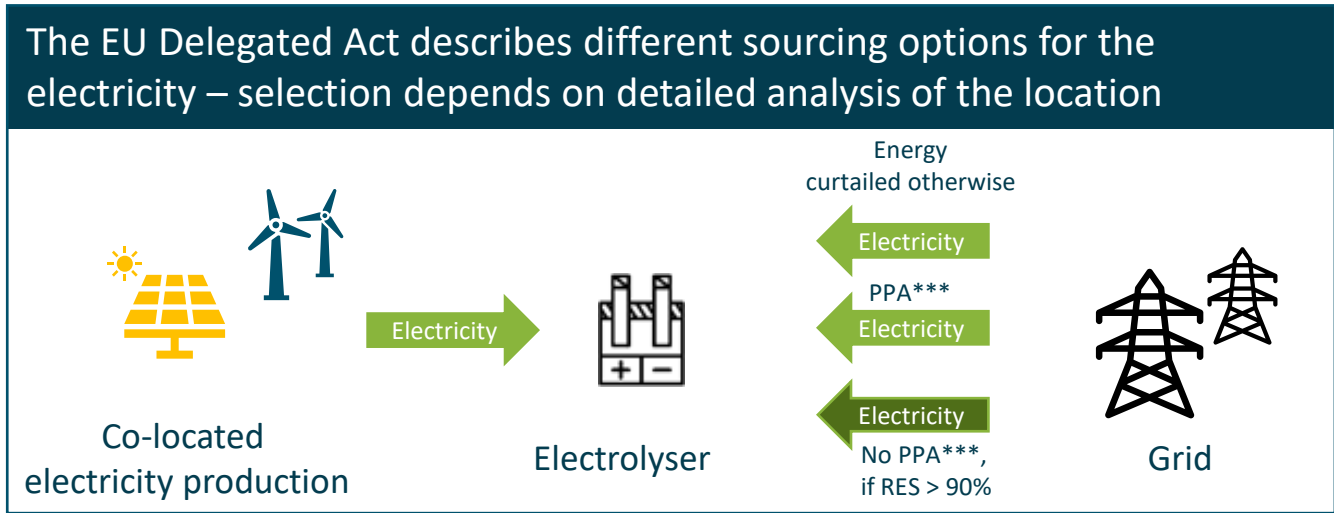 The EU Delegated Act describes different sourcing options for the
electricity – selection depends on detailed analysis of the location
Energy
curtailed otherwise
Electricity
PPA***
Electricity
Electricity
Electricity
No PPA***,
if RES > 90%
Co-located
electricity production
Electrolyser
Grid